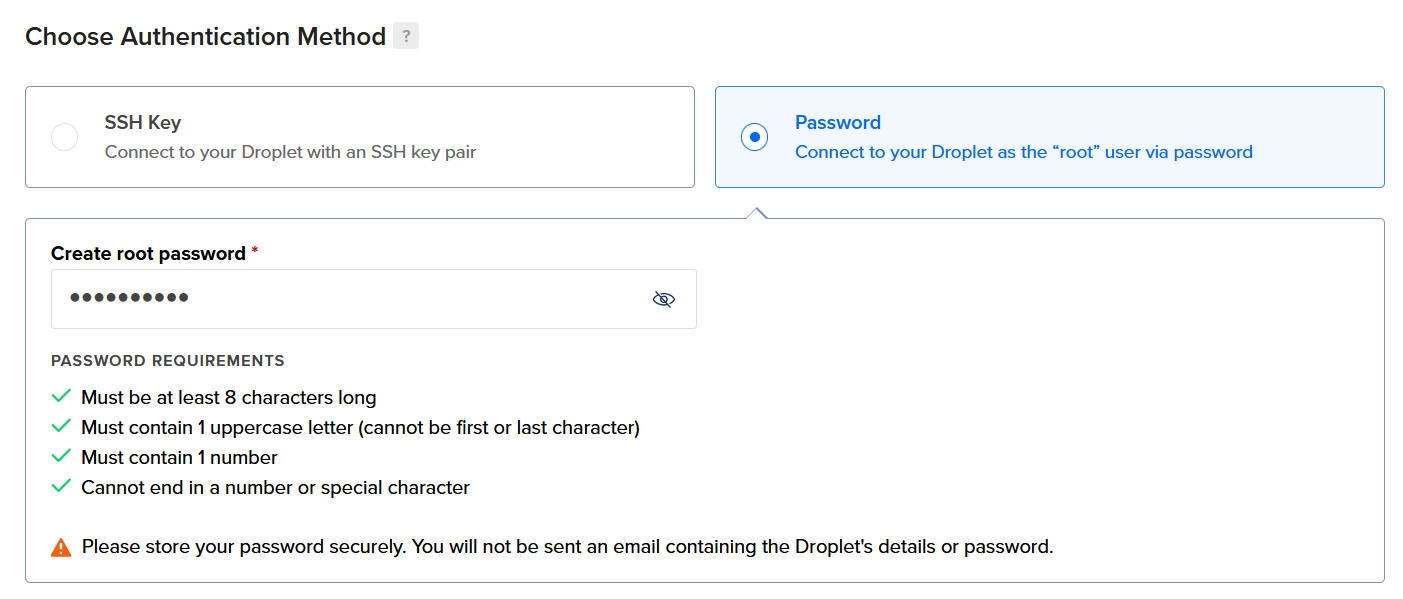 Choose Authentication Method ?
SSH Key
Connect to your Droplet with an SSH key pair
Password
Connect to your Droplet as the “root” user via password
Create root password *
●●●●●●●●●●
PASSWORD REQUIREMENTS
Must be at least 8 characters long
Must contain 1 uppercase letter (cannot be first or last character)
Must contain 1 number
Cannot end in a number or special character
Please store your password securely. You will not be sent an email containing the Droplet's details or password.